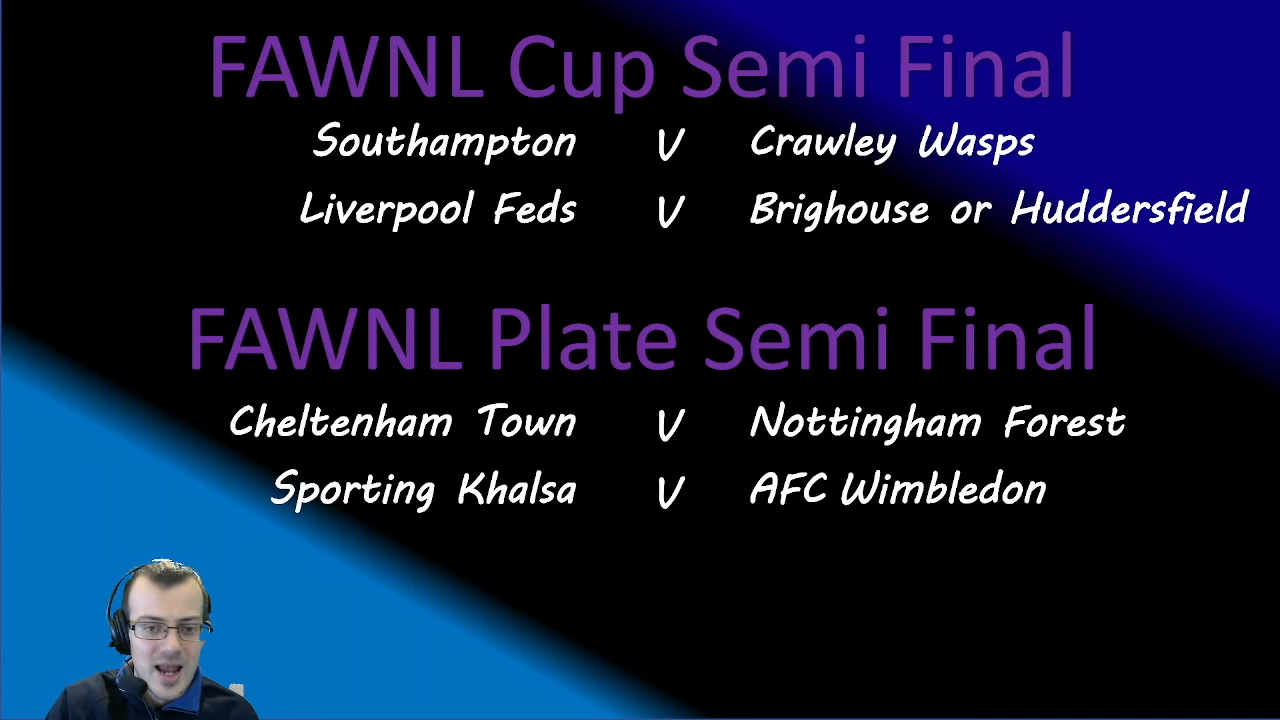 FAWNL Cup Semi Final
Southampton V Crawley Wasps
Liverpool Feds V Brighouse or Huddersfield
FAWNL Plate Semi Final
Cheltenham Town V Nottingham Forest
Sporting Khalsa V AFC Wimbledon